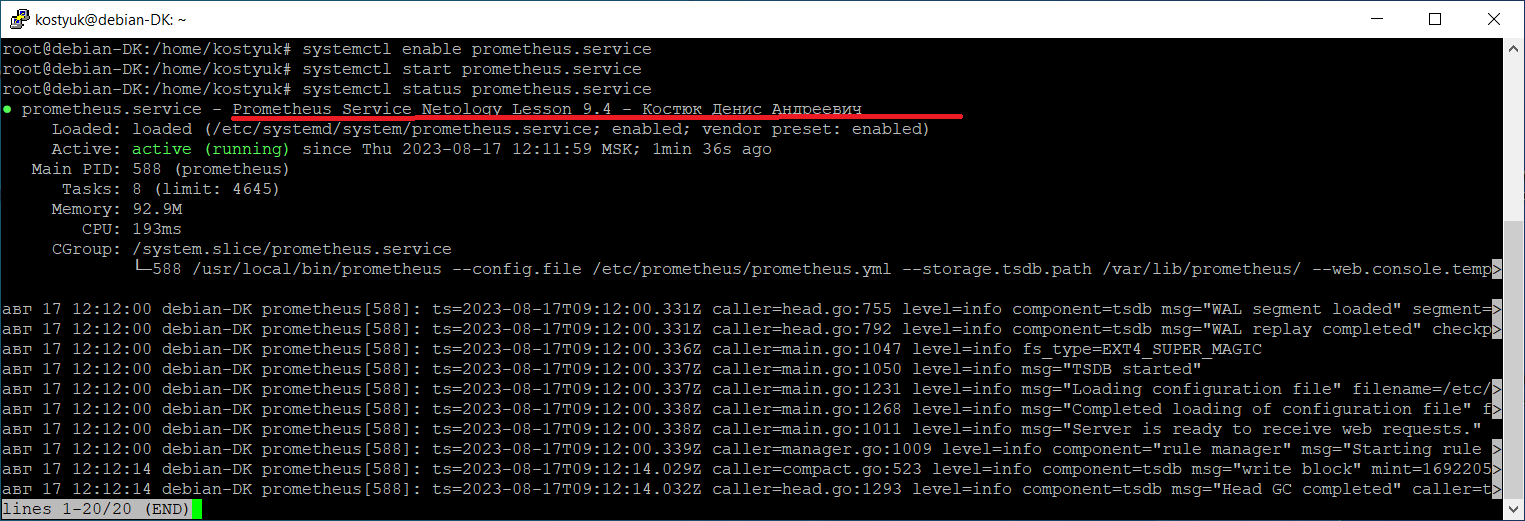 kostyuk@debian-DK: ~
root@debian-DK:/home/kostyuk# systemctl enable prometheus.service
root@debian-DK:/home/kostyuk# systemctl start prometheus.service
root@debian-DK:/home/kostyuk# systemctl status prometheus.service
● prometheus.service - Prometheus Service Netology Lesson 9.4 - Костюк Денис Андреевич
Loaded: loaded (/etc/systemd/system/prometheus.service; enabled; vendor preset: enabled)
Active: active (running) since Thu 2023-08-17 12:11:59 MSK; 1min 36s ago
Main PID: 588 (prometheus)
Tasks: 8 (limit: 4645)
Memory: 92.9M
CPU: 193ms
CGroup: /system.slice/prometheus.service
└─588 /usr/local/bin/prometheus --config.file /etc/prometheus/prometheus.yml --storage.tsdb.path /var/lib/prometheus/ --web.console.temp>
авг 17 12:12:00 debian-DK prometheus[588]: ts=2023-08-17T09:12:00.331Z caller=head.go:755 level=info component=tsdb msg="WAL segment loaded" segment=>
авг 17 12:12:00 debian-DK prometheus[588]: ts=2023-08-17T09:12:00.331Z caller=head.go:792 level=info component=tsdb msg="WAL replay completed" checkp>
авг 17 12:12:00 debian-DK prometheus[588]: ts=2023-08-17T09:12:00.336Z caller=main.go:1047 level=info fs_type=EXT4_SUPER_MAGIC
авг 17 12:12:00 debian-DK prometheus[588]: ts=2023-08-17T09:12:00.337Z caller=main.go:1050 level=info msg="TSDB started"
авг 17 12:12:00 debian-DK prometheus[588]: ts=2023-08-17T09:12:00.337Z caller=main.go:1231 level=info msg="Loading configuration file" filename=/etc/>
авг 17 12:12:00 debian-DK prometheus[588]: ts=2023-08-17T09:12:00.338Z caller=main.go:1268 level=info msg="Completed loading of configuration file" f>
авг 17 12:12:00 debian-DK prometheus[588]: ts=2023-08-17T09:12:00.338Z caller=main.go:1011 level=info msg="Server is ready to receive web requests."
авг 17 12:12:00 debian-DK prometheus[588]: ts=2023-08-17T09:12:00.339Z caller=manager.go:1009 level=info component="rule manager" msg="Starting rule >
авг 17 12:12:14 debian-DK prometheus[588]: ts=2023-08-17T09:12:14.029Z caller=compact.go:523 level=info component=tsdb msg="write block" mint=1692205>
авг 17 12:12:14 debian-DK prometheus[588]: ts=2023-08-17T09:12:14.032Z caller=head.go:1293 level=info component=tsdb msg="Head GC completed" caller=t>
lines 1-20/20 (END)